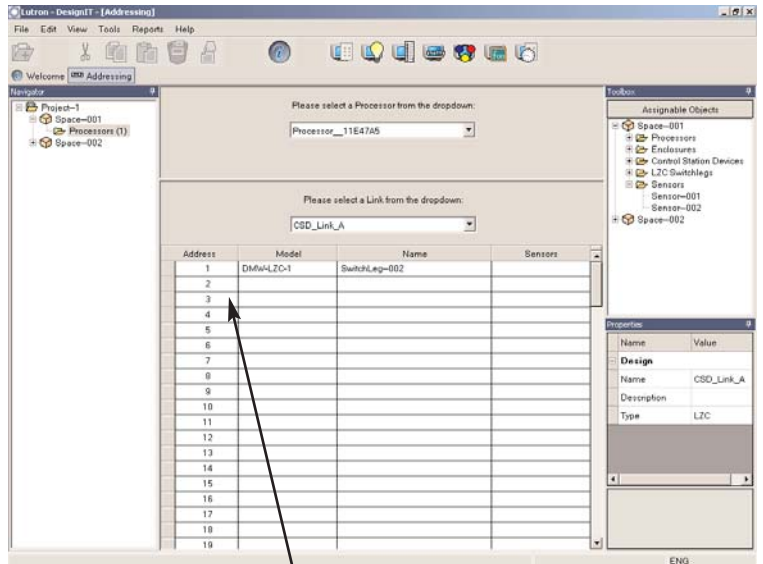 Lutron - DesignIT - [Addressing]
File Edit View Tools Reports Help
Welcome Addressing
Navigator
Project-1
Space-001
Processors (1)
Space-002
Please select a Processor from the dropdown:
Processor__11E47A5
Please select a Link from the dropdown:
CSD_Link_A
Address Model Name Sensors
1 DMW-LZC-1 SwitchLeg-002
2
3
4
5
6
7
8
9
10
11
12
13
14
15
16
17
18
19
Toolbox
Assignable Objects
Space-001
Processors
Enclosures
Control Station Devices
LZC Switchlegs
Sensors
Sensor-001
Sensor-002
Space-002
Properties
Name Value
Design
Name CSD_Link_A
Description
Type LZC
ENG